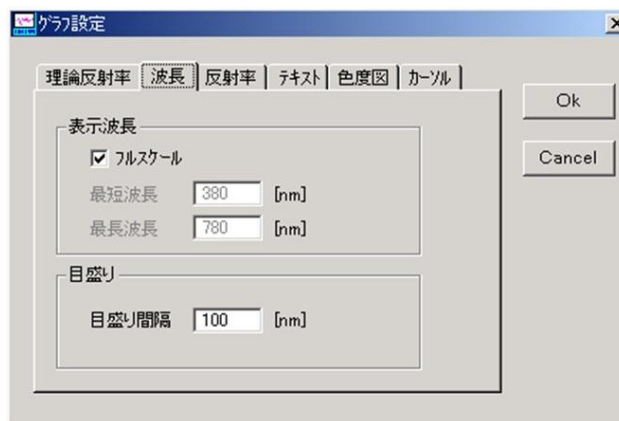 グラフ設定
理論反射率 波長 反射率 テキスト 色度図 カーソル
Ok
表示波長
フルスケール
Cancel
最短波長 380 [nm]
最長波長 780 [nm]
目盛り
目盛り間隔 100 [nm]